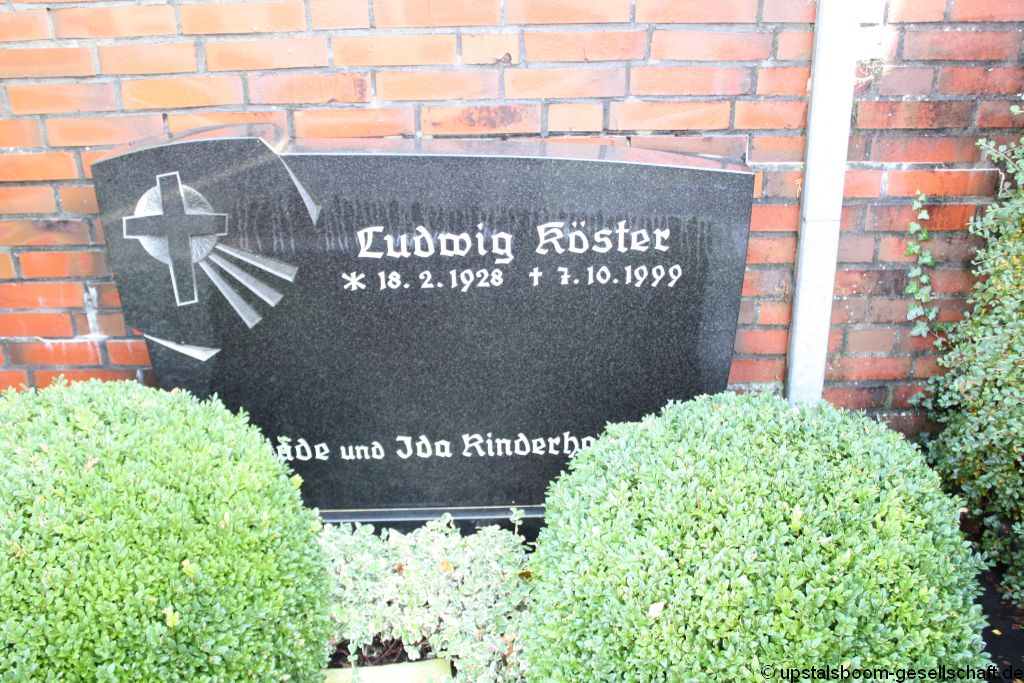 Ludwig Köster
* 18. 2. 1928 † 7. 10. 1999
und Ida
© upstalsboom-gesellschaft.de